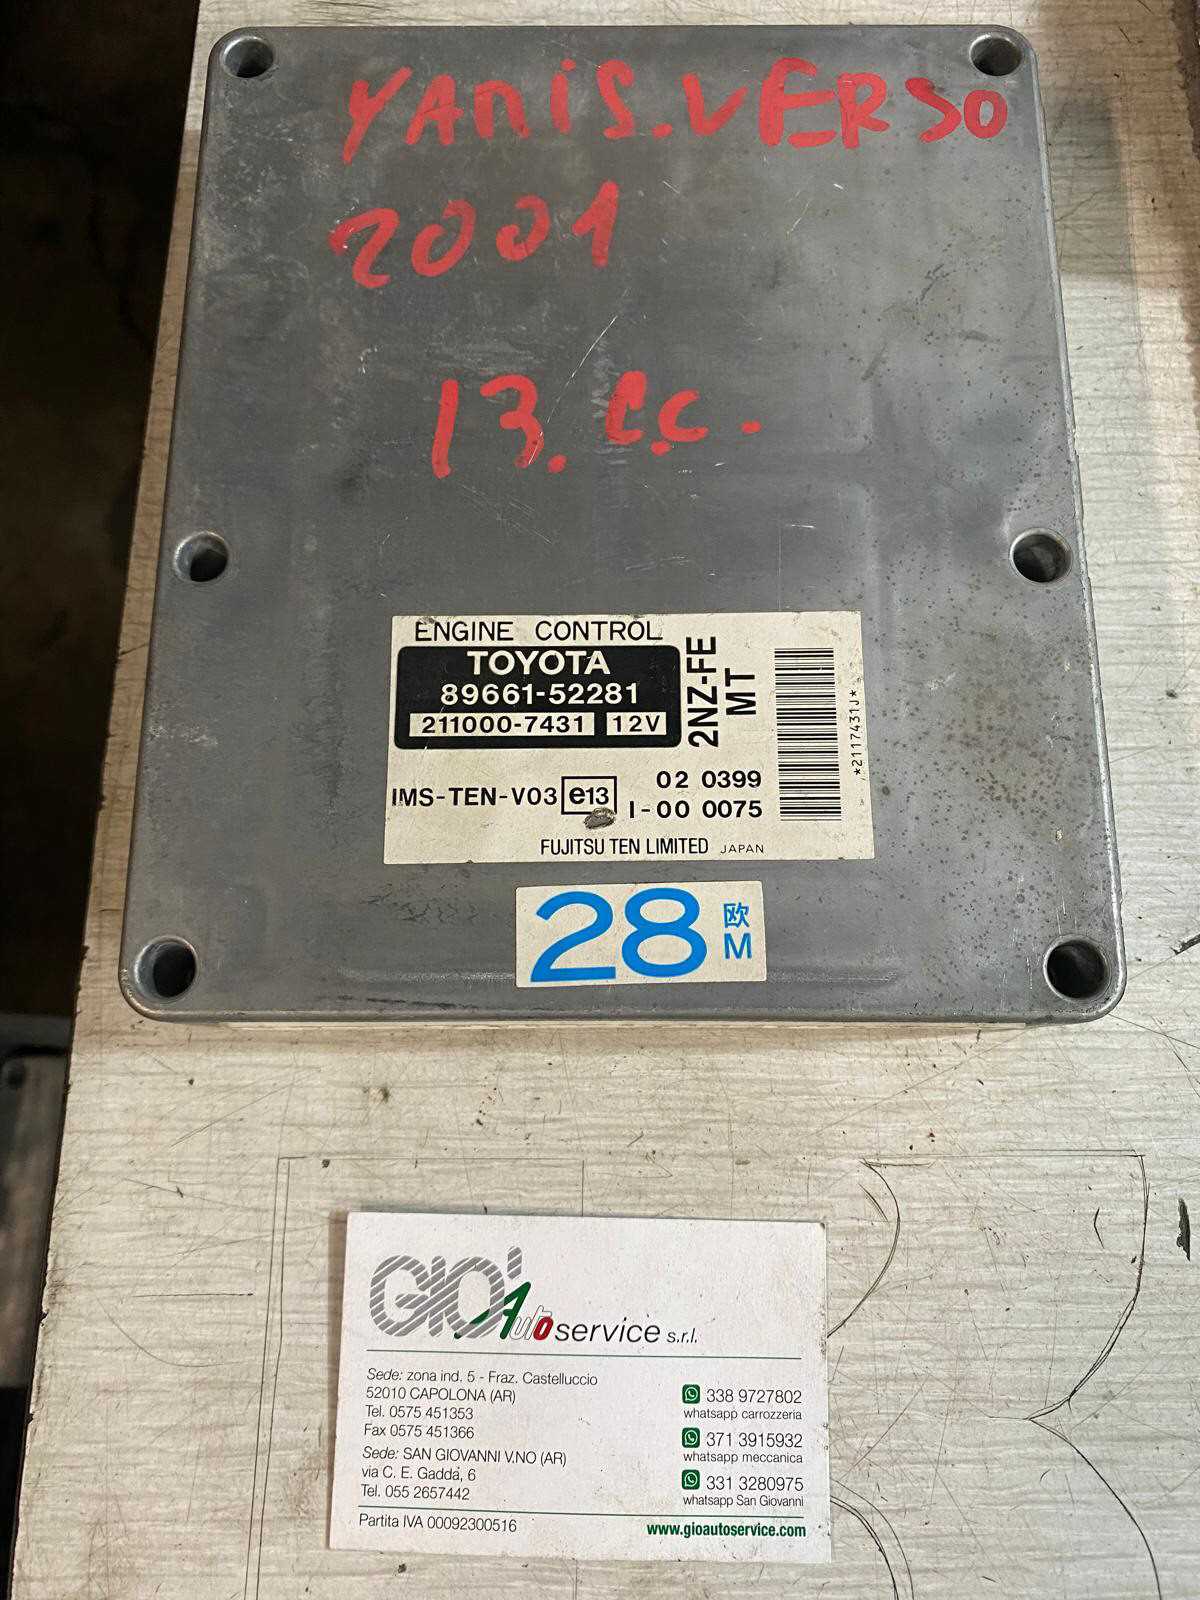 YAnis.VERSO
2001
13.c.c.
ENGINE CONTROL
TOYOTA
89661-52281
211000-7431 12V
2NZ-FE
MT
*2117431J*
IMS-TEN-V03 e13
02 0399
I-00 0075
FUJITSU TEN LIMITED JAPAN
28 欧
M
GIO' Auto service s.r.l.
Sede: zona ind. 5 - Fraz. Castelluccio
52010 CAPOLONA (AR)
Tel. 0575 451353
Fax 0575 451366
Sede: SAN GIOVANNI V.NO (AR)
via C. E. Gadda, 6
Tel. 055 2657442
338 9727802
whatsapp carrozzeria
371 3915932
whatsapp meccanica
331 3280975
whatsapp San Giovanni
Partita IVA 00092300516
www.gioautoservice.com